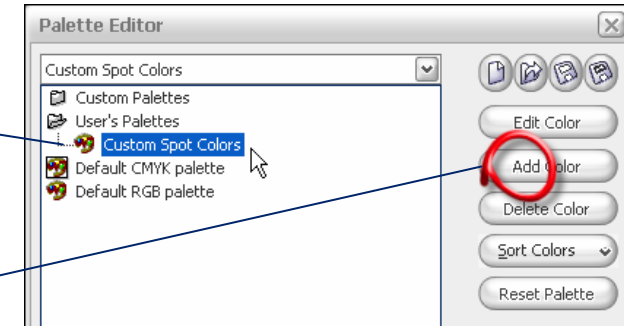 Palette Editor
Custom Spot Colors
Custom Palettes
User's Palettes
Custom Spot Colors
Default CMYK palette
Default RGB palette
Edit Color
Add Color
Delete Color
Sort Colors
Reset Palette